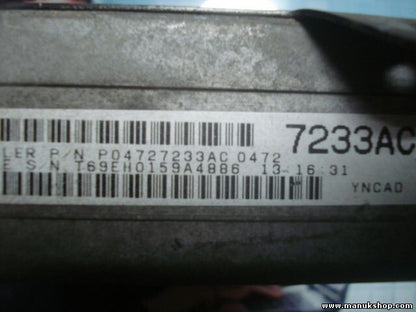 7233AC
LER P/N P04727233AC 0472
E S/N T69EH0159A4886 13-16:31
YNCAD
www.manukshop.com